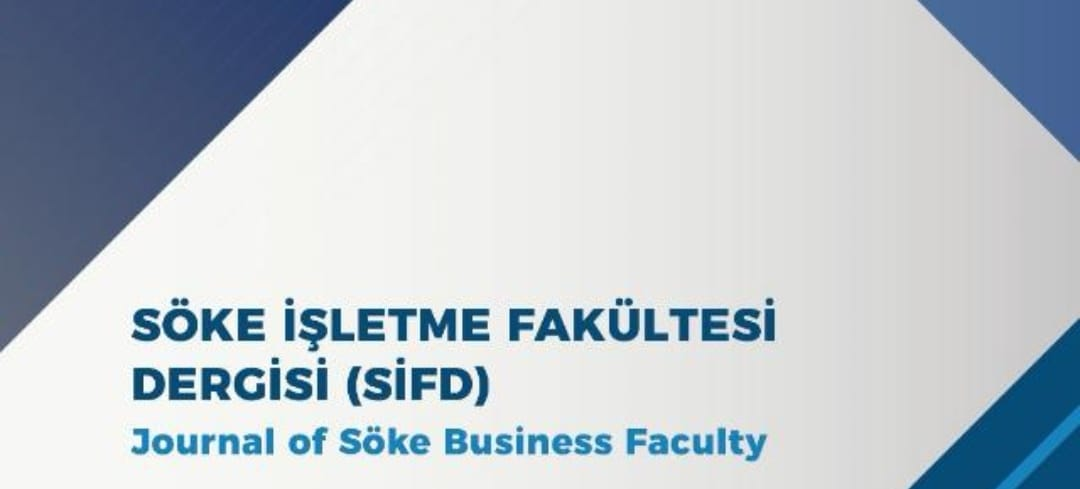 SÖKE İŞLETME FAKÜLTESİ
DERGİSİ (SİFD)
Journal of Söke Business Faculty